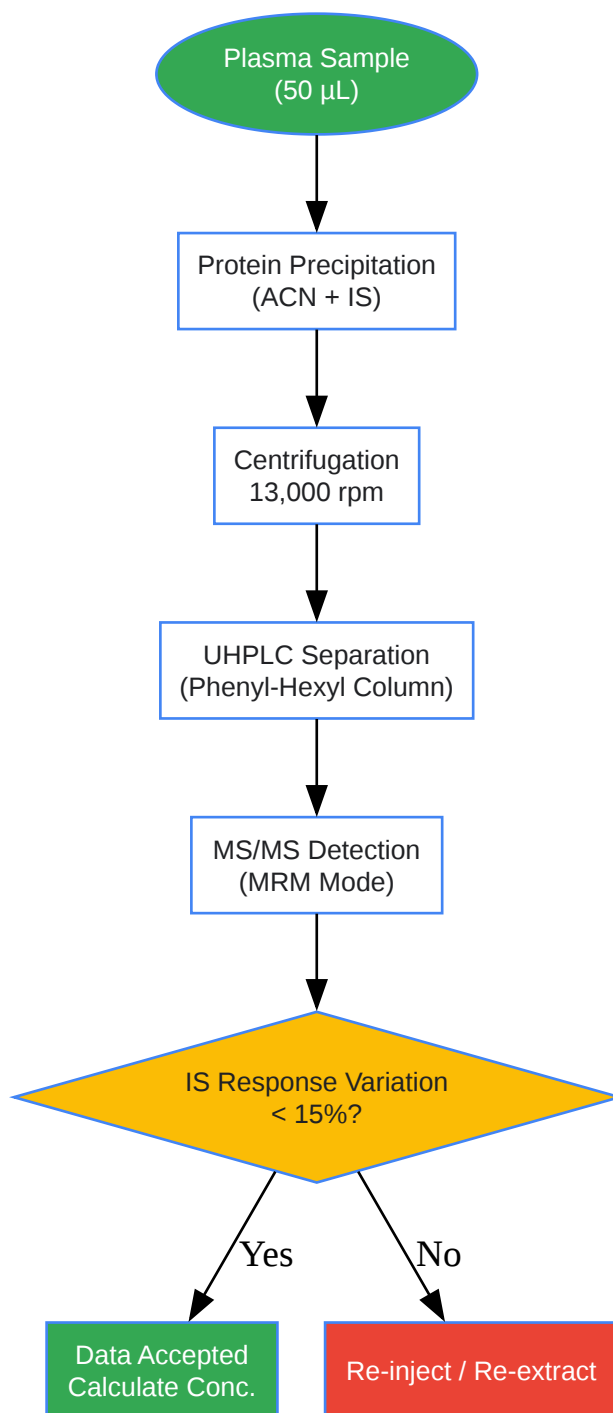 Plasma Sample
(50 µL)
Protein Precipitation
(ACN + IS)
Centrifugation
13,000 rpm
UHPLC Separation
(Phenyl-Hexyl Column)
MS/MS Detection
(MRM Mode)
IS Response Variation
< 15%?
Yes
No
Data Accepted
Calculate Conc.
Re-inject / Re-extract